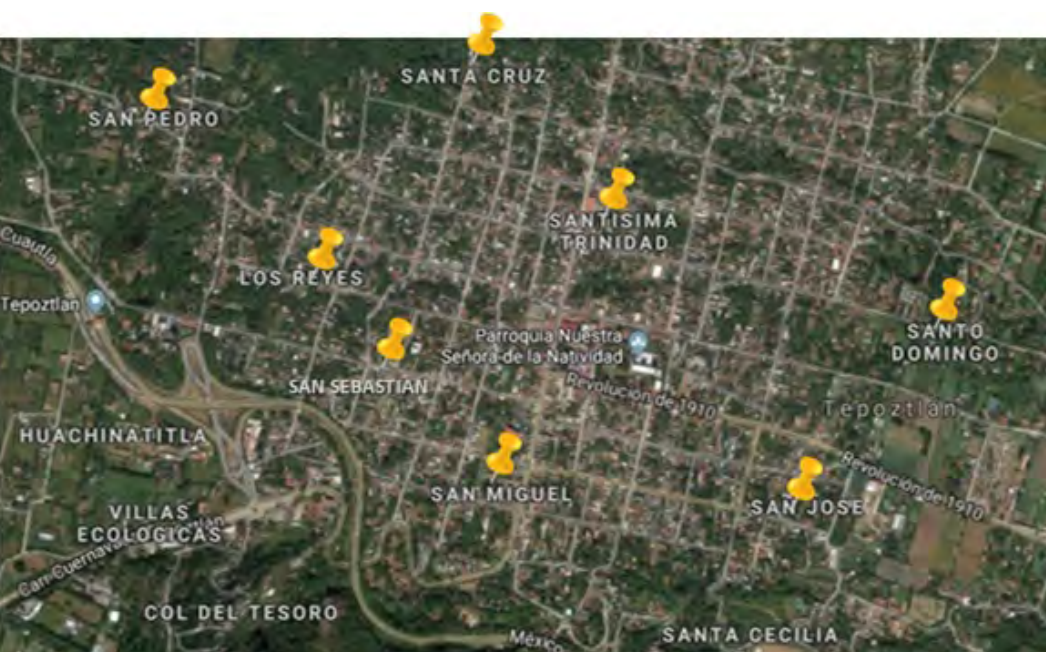 SANTA CRUZ
SAN PEDRO
SANTISIMA
TRINIDAD
Cuautla
LOS REYES
Tepoztlán
SANTO
DOMINGO
Parroquia Nuestra
Señora de la Natividad
SAN SEBASTIAN
Revolución de 1910
Tepoztlán
HUACHINATITLA
Revolución de 1910
SAN MIGUEL
SAN JOSE
VILLAS
ECOLOGICAS
COL DEL TESORO
México
SANTA CECILIA